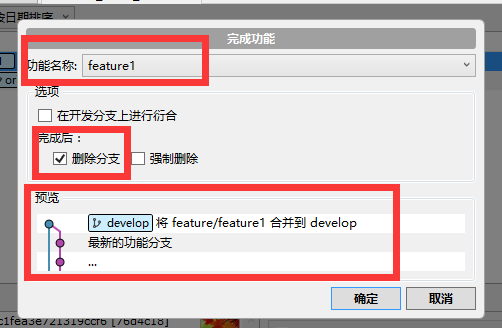 按日期排序
完成功能
功能名称: feature1
选项
在开发分支上进行衍合
完成后：
删除分支 强制删除
预览
develop 将 feature/feature1 合并到 develop
最新的功能分支
...
确定 取消
c1fea3e721319ccf6 [76d4c18]